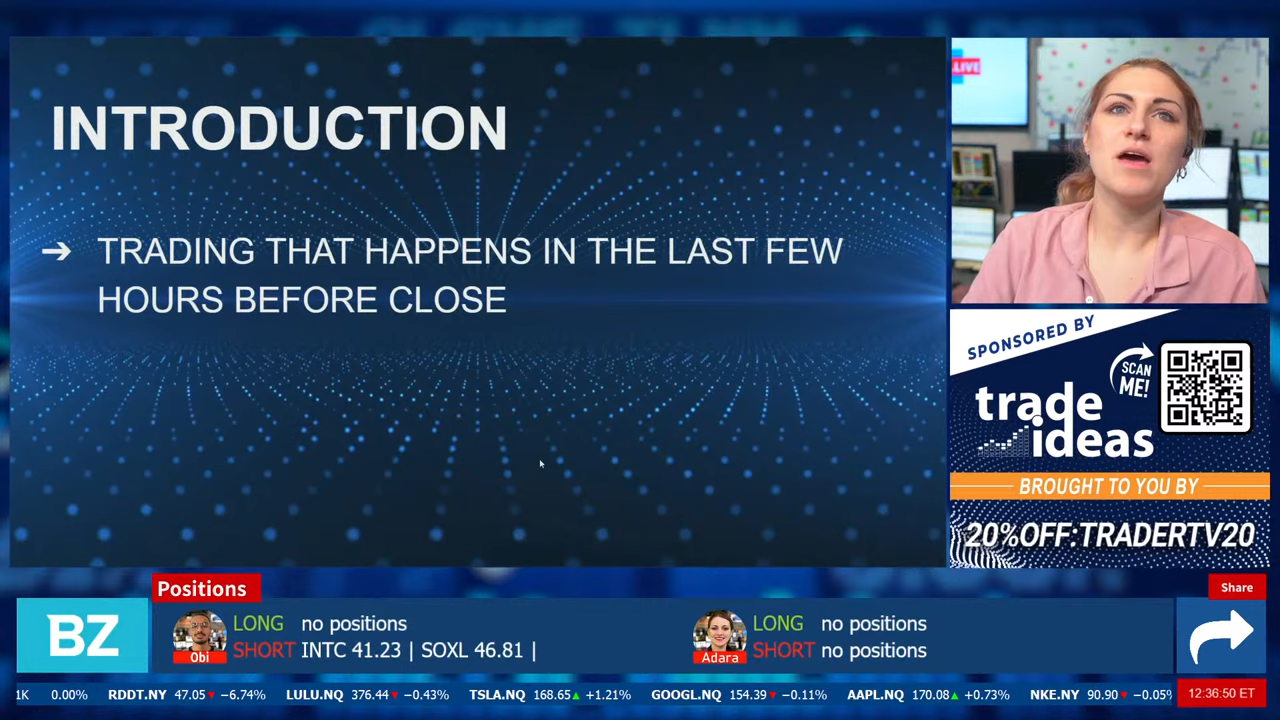 INTRODUCTION
➔ TRADING THAT HAPPENS IN THE LAST FEW
HOURS BEFORE CLOSE
LIVE
SPONSORED BY
SCAN
ME!
trade
ideas
BROUGHT TO YOU BY
20%OFF:TRADERTV20
Positions
Share
BZ
Obi
LONG no positions
SHORT INTC 41.23 | SOXL 46.81 |
Adara
LONG no positions
SHORT no positions
1K 0.00% RDDT.NY 47.05▼ −6.74% LULU.NQ 376.44▼ −0.43% TSLA.NQ 168.65▲ +1.21% GOOGL.NQ 154.39▼ −0.11% AAPL.NQ 170.08▲ +0.73% NKE.NY 90.90▼ −0.05%
12:36:50 ET